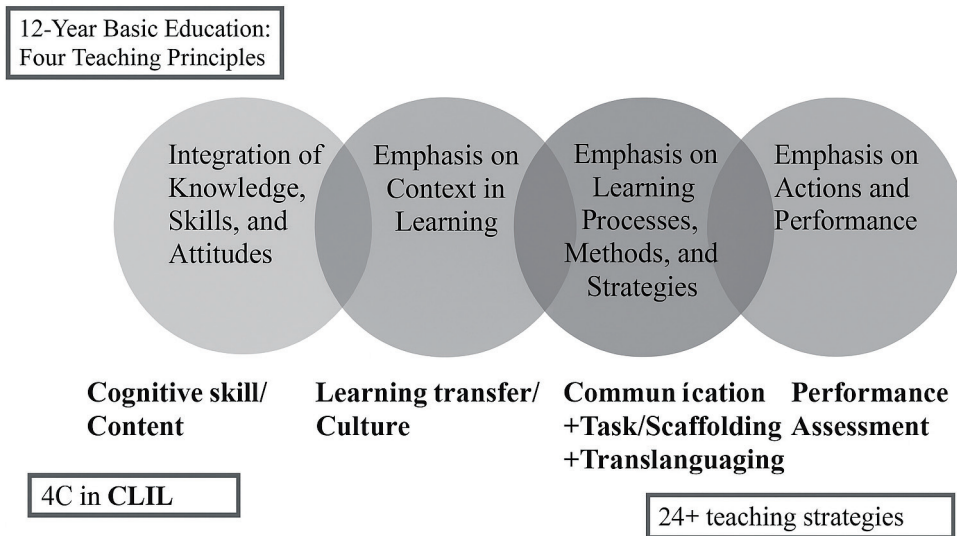 12-Year Basic Education:
Four Teaching Principles
Integration of
Knowledge,
Skills, and
Attitudes
Emphasis on
Context in
Learning
Emphasis on
Learning
Processes,
Methods, and
Strategies
Emphasis on
Actions and
Performance
Cognitive skill/
Content
Learning transfer/
Culture
Commun ícation
+Task/Scaffolding
+Translanguaging
Performance
Assessment
4C in CLIL
24+ teaching strategies